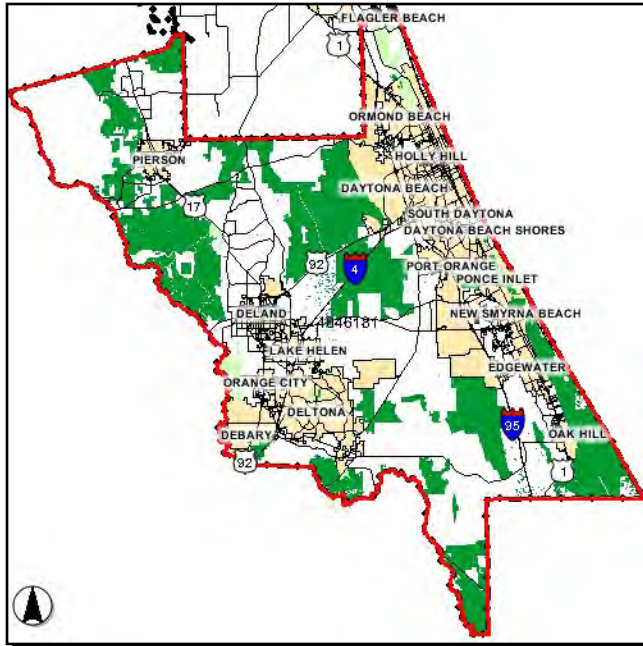 FLAGLER BEACH
1
ORMOND BEACH
HOLLY HILL
PIERSON
DAYTONA BEACH
17
SOUTH DAYTONA
DAYTONA BEACH SHORES
92
4
PORT ORANGE
PONCE INLET
DELAND
4846181
NEW SMYRNA BEACH
LAKE HELEN
EDGEWATER
ORANGE CITY
DELTONA
95
DEBARY
OAK HILL
92
1